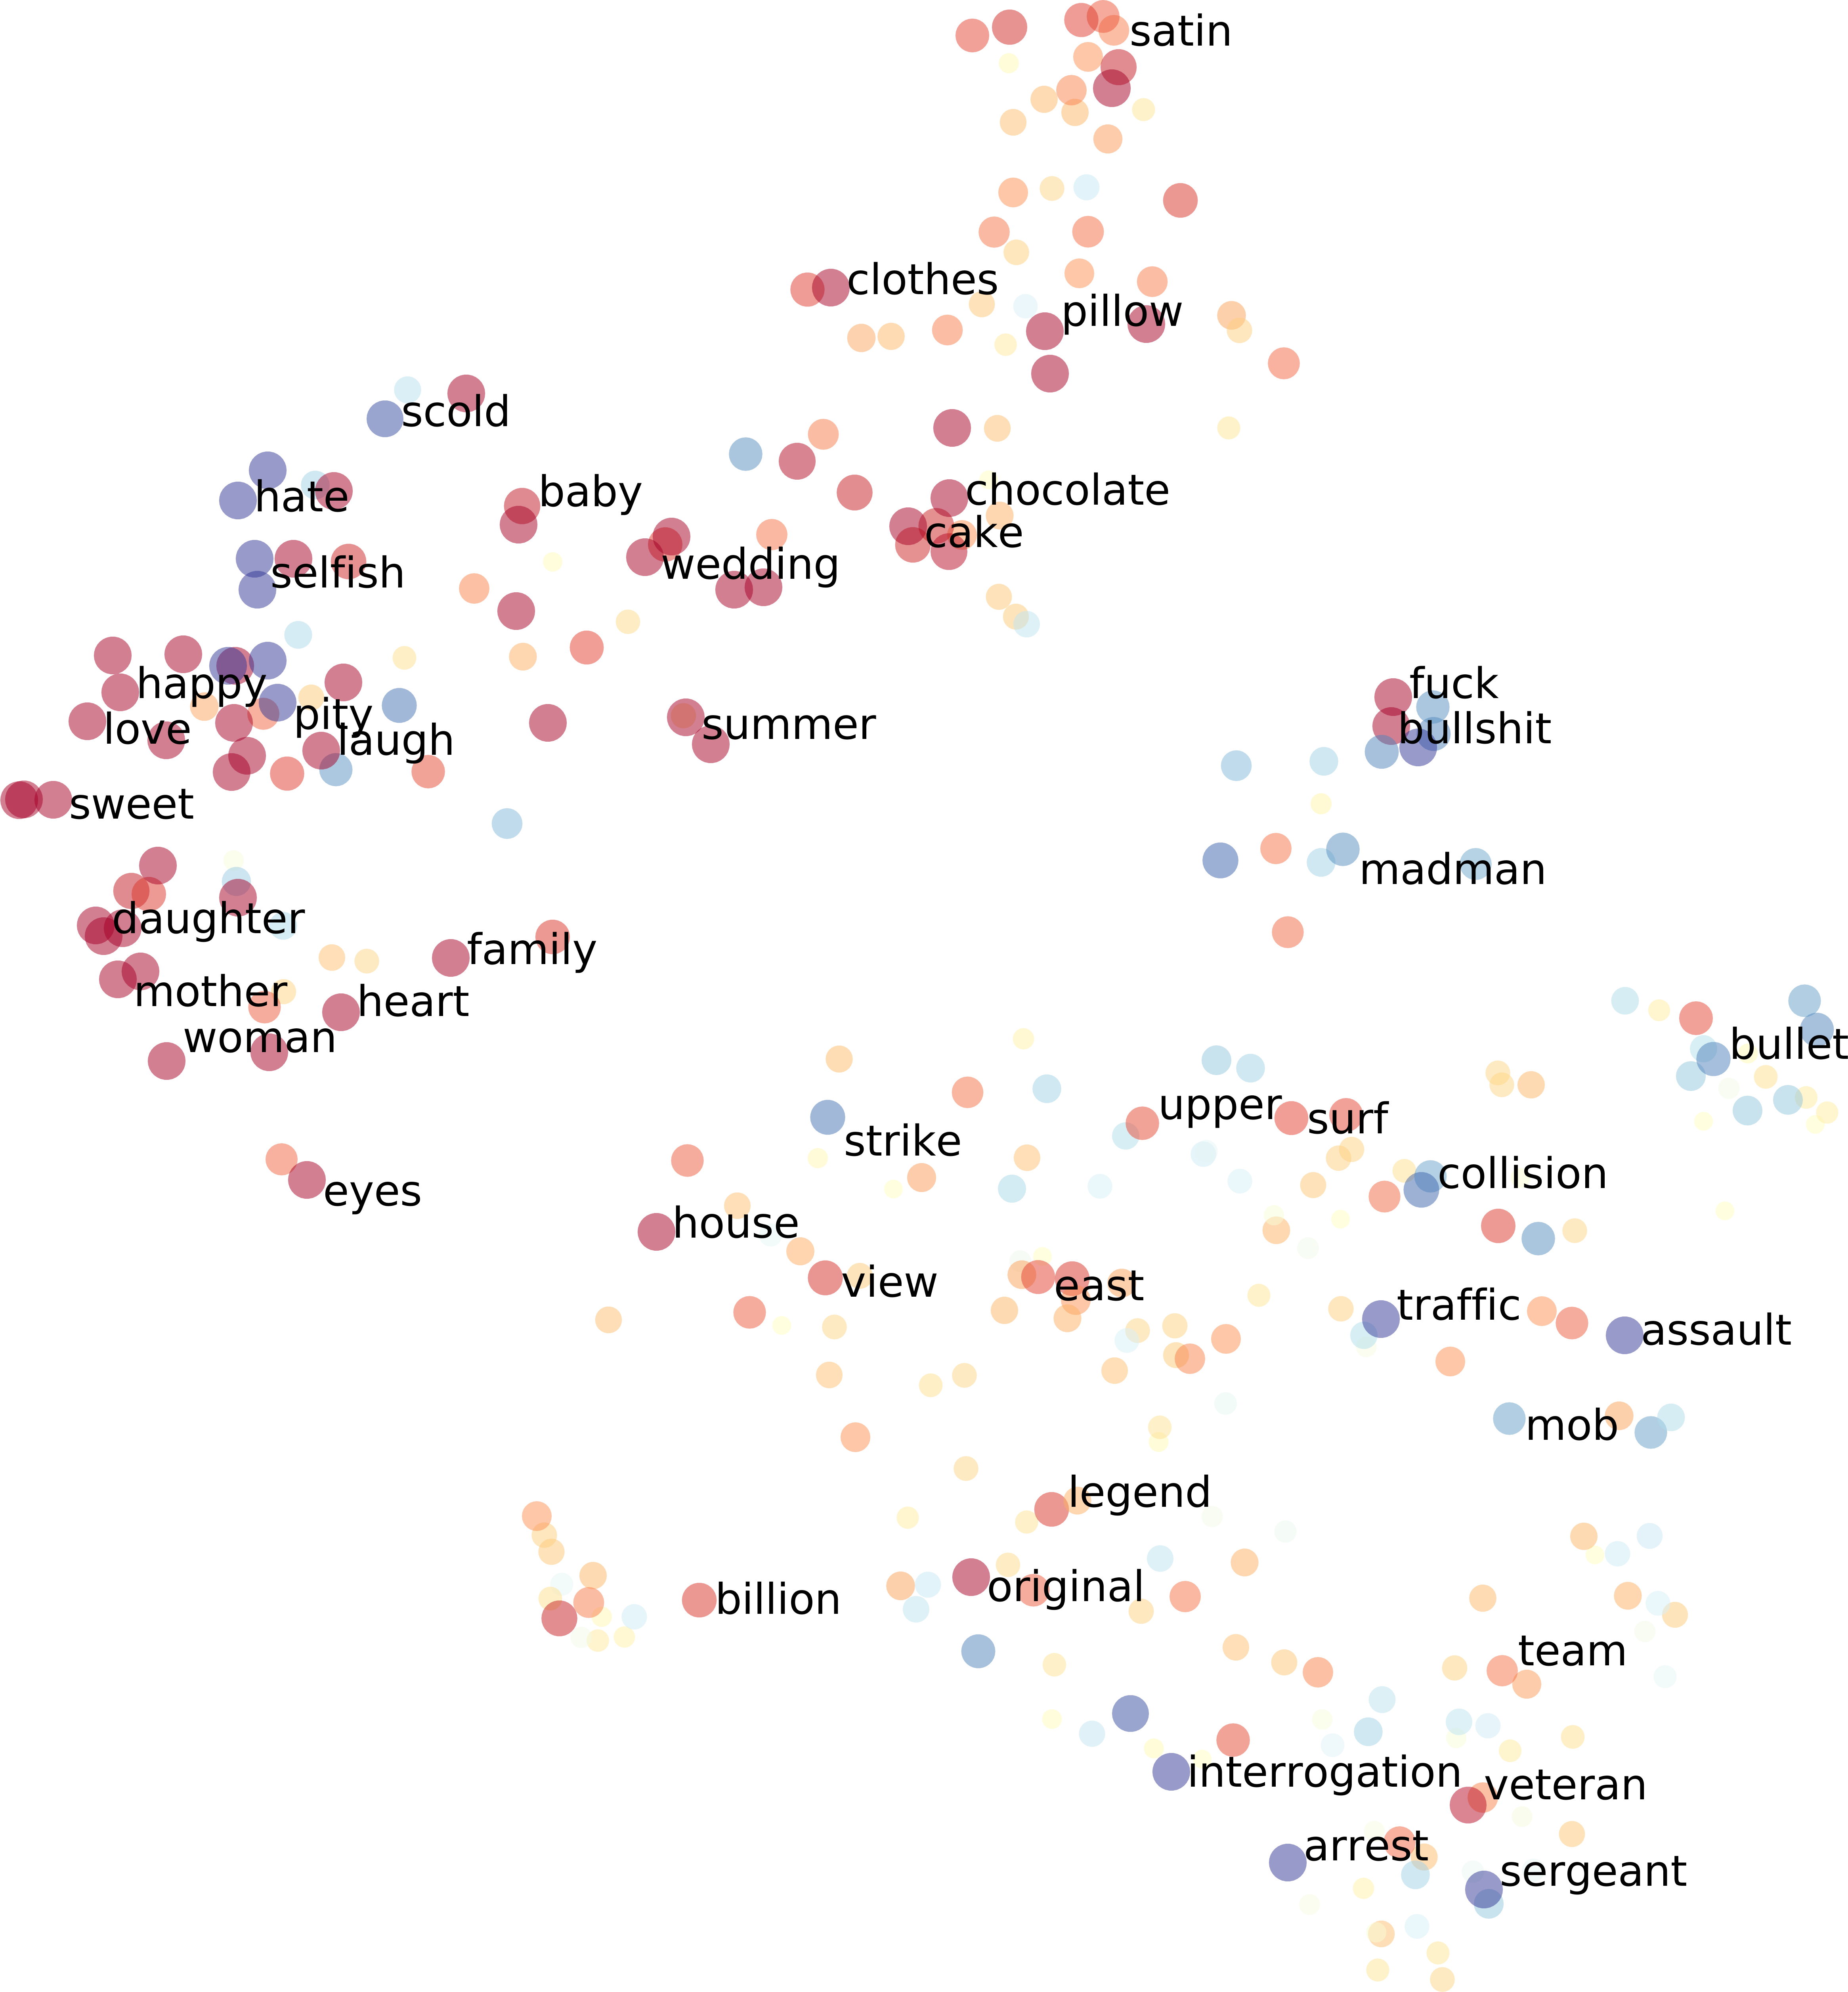 satin
clothes
pillow
scold
hate
baby
chocolate
cake
wedding
selfish
happy
pity
love
laugh
summer
fuck
bullshit
sweet
madman
daughter
family
mother
heart
woman
bullet
upper
surf
strike
collision
eyes
house
view
east
traffic
assault
mob
legend
original
billion
team
interrogation
veteran
arrest
sergeant